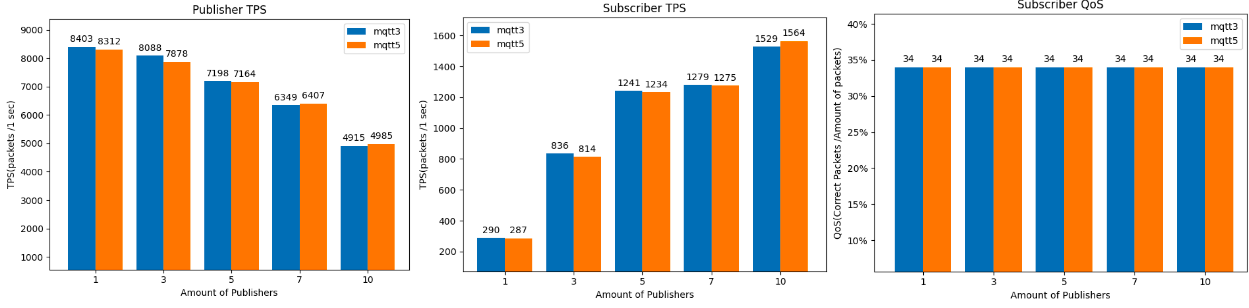 Publisher TPS
TPS(packets /1 sec)
9000
8000
7000
6000
5000
4000
3000
2000
1000
mqtt3
mqtt5
8403 8312
8088 7878
7198 7164
6349 6407
4915 4985
1 3 5 7 10
Amount of Publishers
Subscriber TPS
TPS(packets /1 sec)
1600
1400
1200
1000
800
600
400
200
mqtt3
mqtt5
290 287
836 814
1241 1234
1279 1275
1529 1564
1 3 5 7 10
Amount of Publishers
Subscriber QoS
QoS(Correct Packets /Amount of packets)
40%
35%
30%
25%
20%
15%
10%
mqtt3
mqtt5
34 34 34 34 34 34 34 34 34 34
1 3 5 7 10
Amount of Publishers